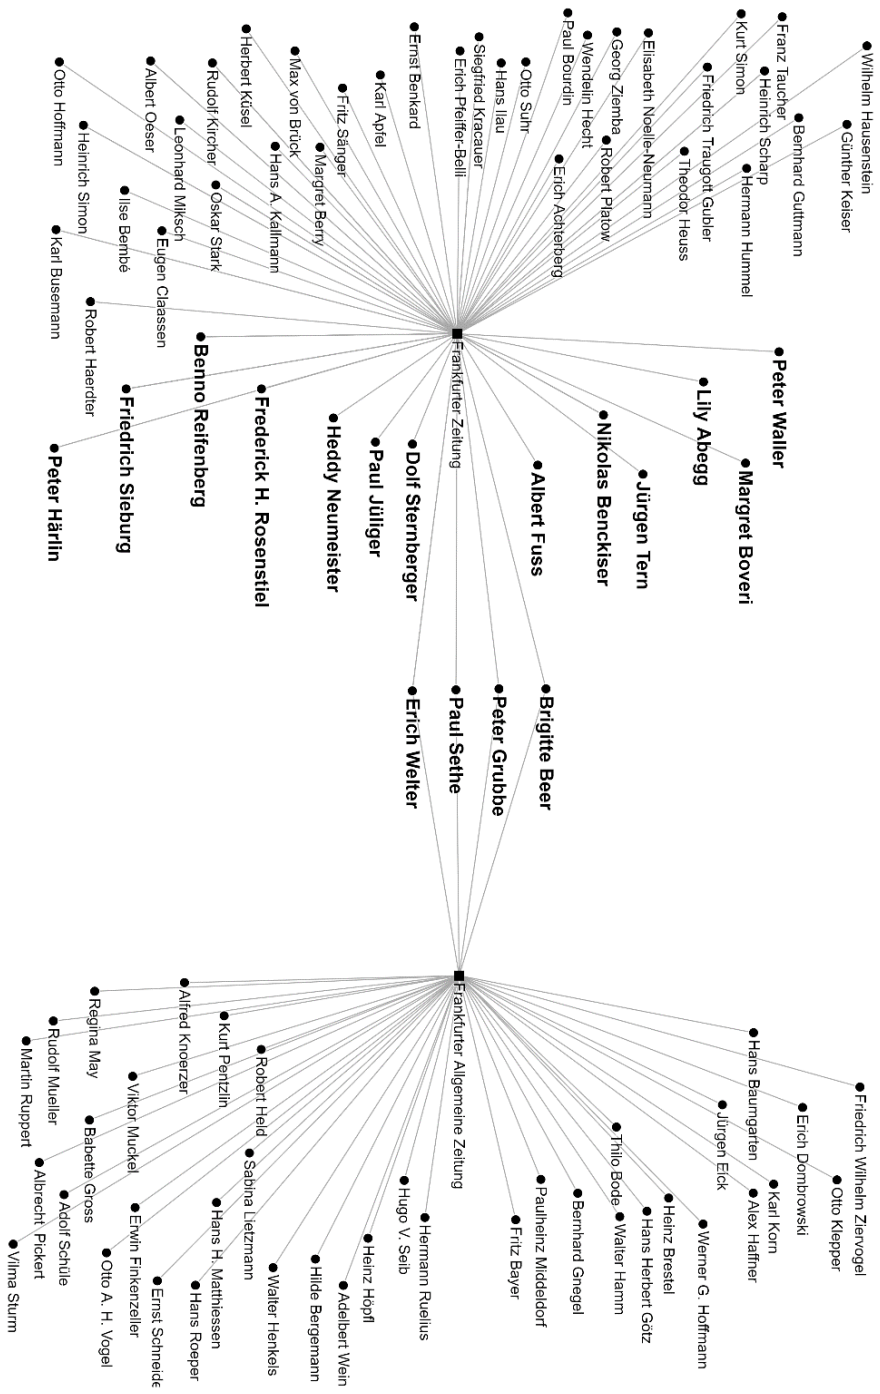 Wilhelm Hausenstein
Günther Keiser
Bernhard Guttmann
Franz Taucher
Heinrich Scharp
Hermann Hummel
Kurt Simon
Friedrich Traugott Gubler
Theodor Heuss
Elisabeth Noelle-Neumann
Georg Ziemba
Robert Platow
Wendelin Hecht
Paul Bourdin
Erich Achterberg
Otto Suhr
Hans Ilau
Siegfried Kracauer
Erich Pfeiffer-Belli
Ernst Benkard
Karl Apfel
Fritz Sänger
Margret Berry
Max von Brück
Hans A. Kallmann
Herbert Küsel
Rudolf Kircher
Oskar Stark
Leonhard Miksch
Albert Oeser
Eugen Claassen
Ilse Bembé
Heinrich Simon
Otto Hoffmann
Karl Busemann
Robert Haerdter
Frankfurter Zeitung
Peter Waller
Lily Abegg
Margret Boveri
Jürgen Tern
Nikolas Benckiser
Albert Fuss
Dolf Sternberger
Paul Jüliger
Heddy Neumeister
Frederick H. Rosenstiel
Benno Reifenberg
Friedrich Sieburg
Peter Härlin
Brigitte Beer
Peter Grubbe
Paul Sethe
Erich Welter
Frankfurter Allgemeine Zeitung
Friedrich Wilhelm Ziervogel
Otto Klepper
Erich Dombrowski
Karl Korn
Hans Baumgarten
Alex Haffner
Jürgen Eick
Werner G. Hoffmann
Heinz Brestel
Hans Herbert Götz
Thilo Bode
Walter Hamm
Bernhard Gnegel
Paulheinz Middeldorf
Fritz Bayer
Hermann Ruelius
Hugo V. Seib
Heinz Höpfl
Adelbert Wein
Hilde Bergemann
Walter Henkels
Sabina Lietzmann
Robert Held
Kurt Pentzlin
Hans H. Matthiessen
Hans Roeper
Alfred Knoerzer
Ernst Schneide
Erwin Finkenzeller
Viktor Muckel
Otto A. H. Vogel
Regina May
Babette Gross
Adolf Schüle
Rudolf Mueller
Albrecht Pickert
Martin Ruppert
Vilma Sturm